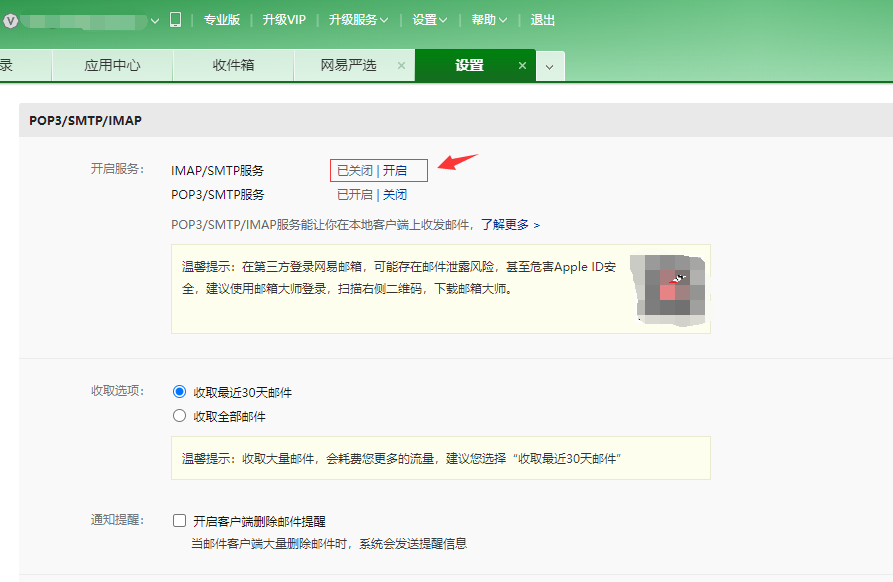 V
专业版 | 升级VIP | 升级服务 | 设置 | 帮助 | 退出
录 应用中心 收件箱 网易严选 × 设置 ×
POP3/SMTP/IMAP
开启服务： IMAP/SMTP服务 已关闭 | 开启
POP3/SMTP服务 已开启 | 关闭
POP3/SMTP/IMAP服务能让你在本地客户端上收发邮件，了解更多 >
温馨提示：在第三方登录网易邮箱，可能存在邮件泄露风险，甚至危害Apple ID安
全，建议使用邮箱大师登录，扫描右侧二维码，下载邮箱大师。
收取选项： 收取最近30天邮件
收取全部邮件
温馨提示：收取大量邮件，会耗费您更多的流量，建议您选择“收取最近30天邮件”
通知提醒： 开启客户端删除邮件提醒
当邮件客户端大量删除邮件时，系统会发送提醒信息